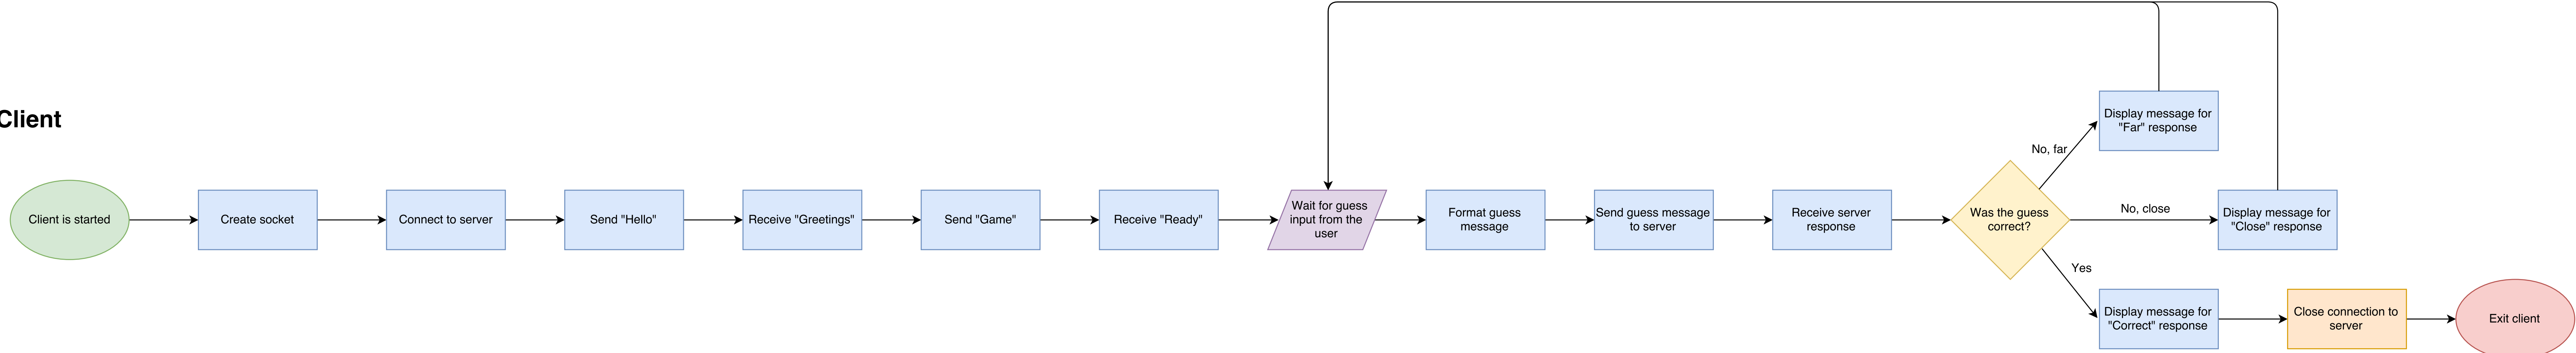 Client
Client is started
Create socket
Connect to server
Send "Hello"
Receive "Greetings"
Send "Game"
Receive "Ready"
Wait for guess
input from the
user
Format guess
message
Send guess message
to server
Receive server
response
Was the guess
correct?
No, far
Display message for
"Far" response
No, close
Display message for
"Close" response
Yes
Display message for
"Correct" response
Close connection to
server
Exit client